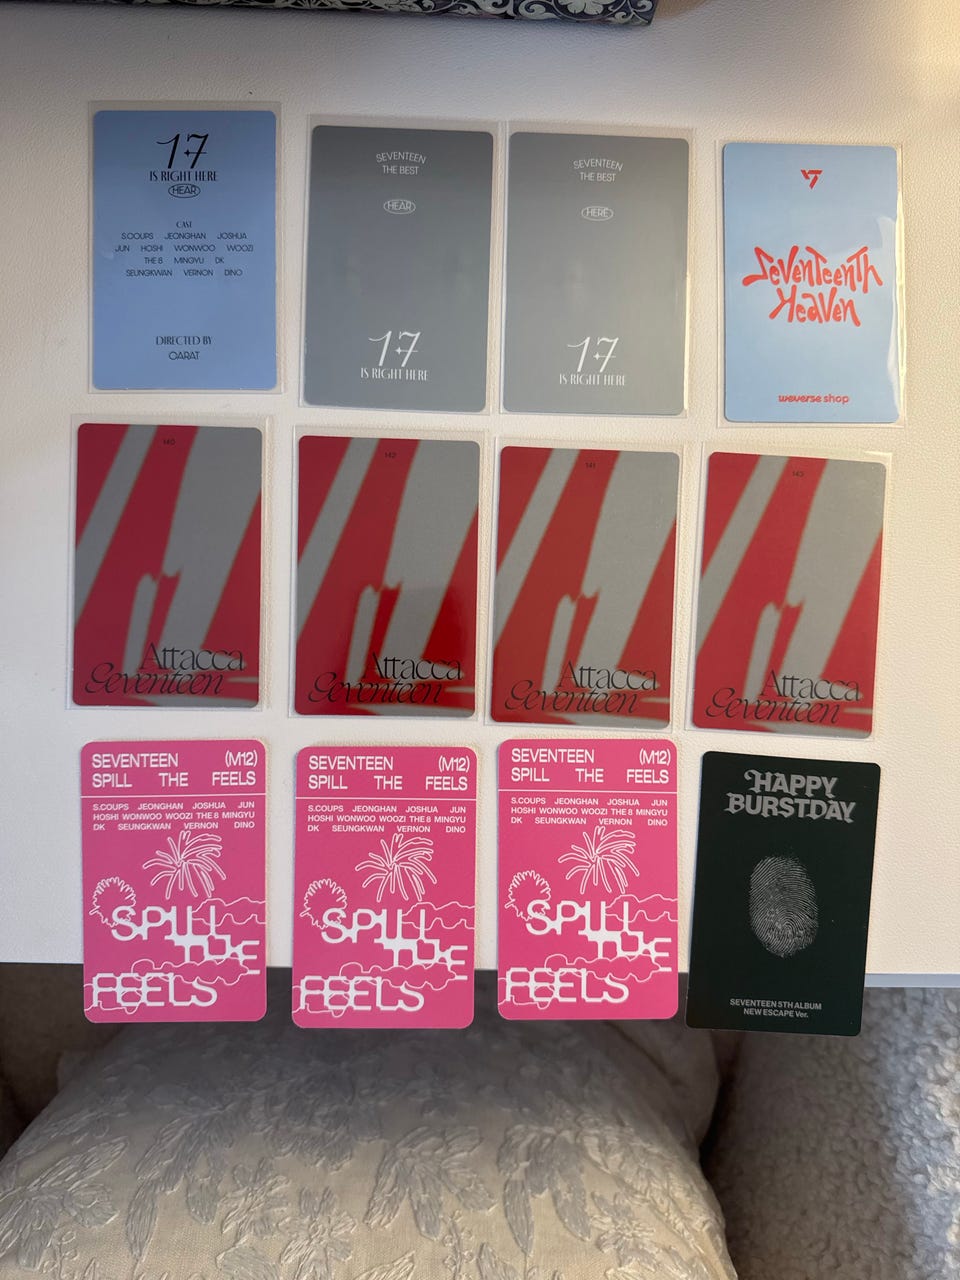 17
IS RIGHT HERE
HEAR
CAST
S.COUPS JEONGHAN JOSHUA
JUN HOSHI WONWOO WOOZI
THE 8 MINGYU DK
SEUNGKWAN VERNON DINO
DIRECTED BY
CARAT
SEVENTEEN
THE BEST
HEAR
17
IS RIGHT HERE
SEVENTEEN
THE BEST
HERE
17
IS RIGHT HERE
SEVENTEENTH
HEAVEN
weverse shop
140
Attacca
Seventeen
142
Attacca
Seventeen
141
Attacca
Seventeen
Attacca
Seventeen
SEVENTEEN (M12)
SPILL THE FEELS
S.COUPS JEONGHAN JOSHUA JUN
HOSHI WONWOO WOOZI THE 8 MINGYU
DK SEUNGKWAN VERNON DINO
SPILL
THE
FEELS
SEVENTEEN (M12)
SPILL THE FEELS
S.COUPS JEONGHAN JOSHUA JUN
HOSHI WONWOO WOOZI THE 8 MINGYU
DK SEUNGKWAN VERNON DINO
SPILL
THE
FEELS
SEVENTEEN (M12)
SPILL THE FEELS
S.COUPS JEONGHAN JOSHUA JUN
HOSHI WONWOO WOOZI THE 8 MINGYU
DK SEUNGKWAN VERNON DINO
SPILL
THE
FEELS
HAPPY
BURSTDAY
SEVENTEEN 5TH ALBUM
NEW ESCAPE Ver.